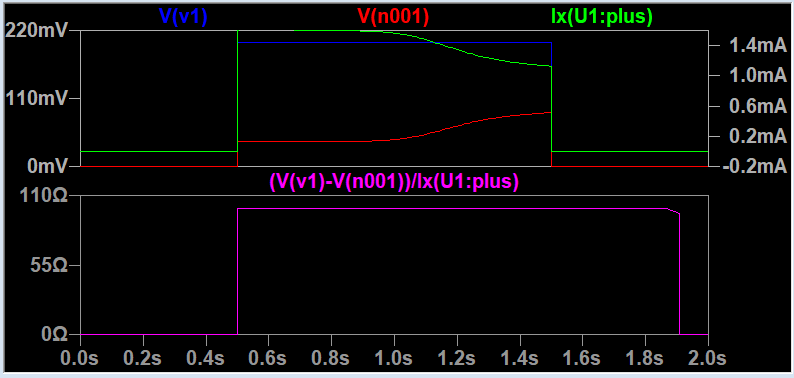 V(v1) V(n001) Ix(U1:plus)
220mV
110mV
0mV
1.4mA
1.0mA
0.6mA
0.2mA
-0.2mA
(V(v1)-V(n001))/Ix(U1:plus)
110Ω
55Ω
0Ω
0.0s 0.2s 0.4s 0.6s 0.8s 1.0s 1.2s 1.4s 1.6s 1.8s 2.0s